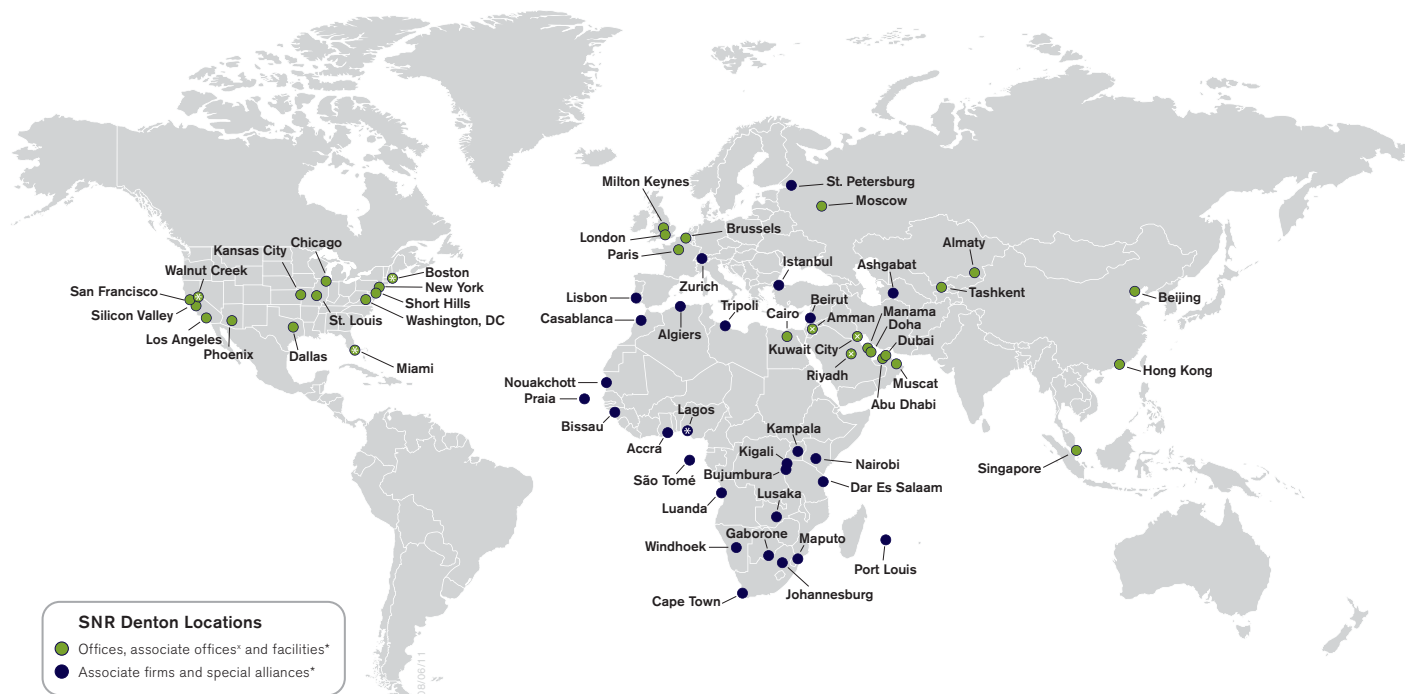 Milton Keynes
St. Petersburg
Moscow
London
Brussels
Paris
Zurich
Istanbul
Ashgabat
Almaty
Tashkent
Beijing
Hong Kong
Singapore
Kansas City
Chicago
Walnut Creek
San Francisco
Silicon Valley
Los Angeles
Phoenix
Dallas
St. Louis
Boston
New York
Short Hills
Washington, DC
Miami
Lisbon
Casablanca
Algiers
Tripoli
Cairo
Beirut
Amman
Kuwait City
Riyadh
Manama
Doha
Dubai
Muscat
Abu Dhabi
Nouakchott
Praia
Bissau
Accra
Lagos
São Tomé
Luanda
Kampala
Kigali
Bujumbura
Nairobi
Dar Es Salaam
Lusaka
Gaborone
Windhoek
Maputo
Johannesburg
Cape Town
Port Louis
SNR Denton Locations
Offices, associate officesˣ and facilities*
Associate firms and special alliances*